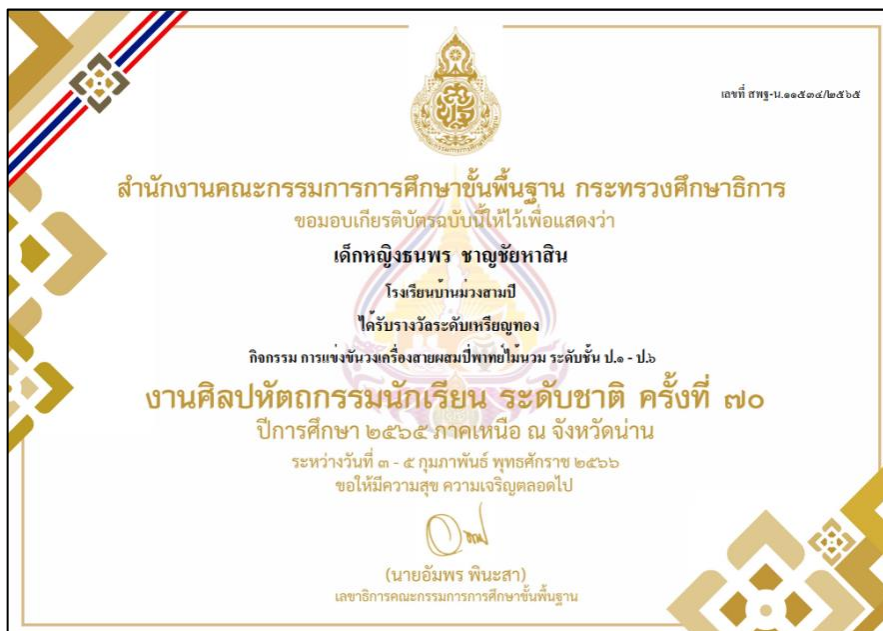 เลขที่ สพฐ-น.๑๑๕๓๔/๒๕๖๕
สำนักงานคณะกรรมการการศึกษาขั้นพื้นฐาน กระทรวงศึกษาธิการ
ขอมอบเกียรติบัตรฉบับนี้ให้ไว้เพื่อแสดงว่า
เด็กหญิงธนพร ชาญชัยหาสิน
โรงเรียนบ้านม่วงสามปี
ได้รับรางวัลระดับเหรียญทอง
กิจกรรม การแข่งขันวงเครื่องสายผสมปี่พาทย์ไม้นวม ระดับชั้น ป.๑ - ป.๖
งานศิลปหัตถกรรมนักเรียน ระดับชาติ ครั้งที่ ๗๐
ปีการศึกษา ๒๕๖๕ ภาคเหนือ ณ จังหวัดน่าน
ระหว่างวันที่ ๓ - ๕ กุมภาพันธ์ พุทธศักราช ๒๕๖๖
ขอให้มีความสุข ความเจริญตลอดไป
(นายอัมพร พินะสา)
เลขาธิการคณะกรรมการการศึกษาขั้นพื้นฐาน